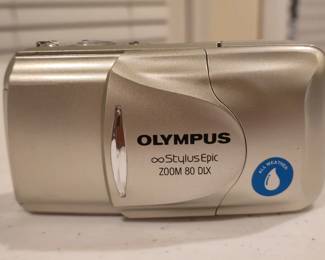 OLYMPUS
∞Stylus Epic
ZOOM 80 DLX
ALL WEATHER